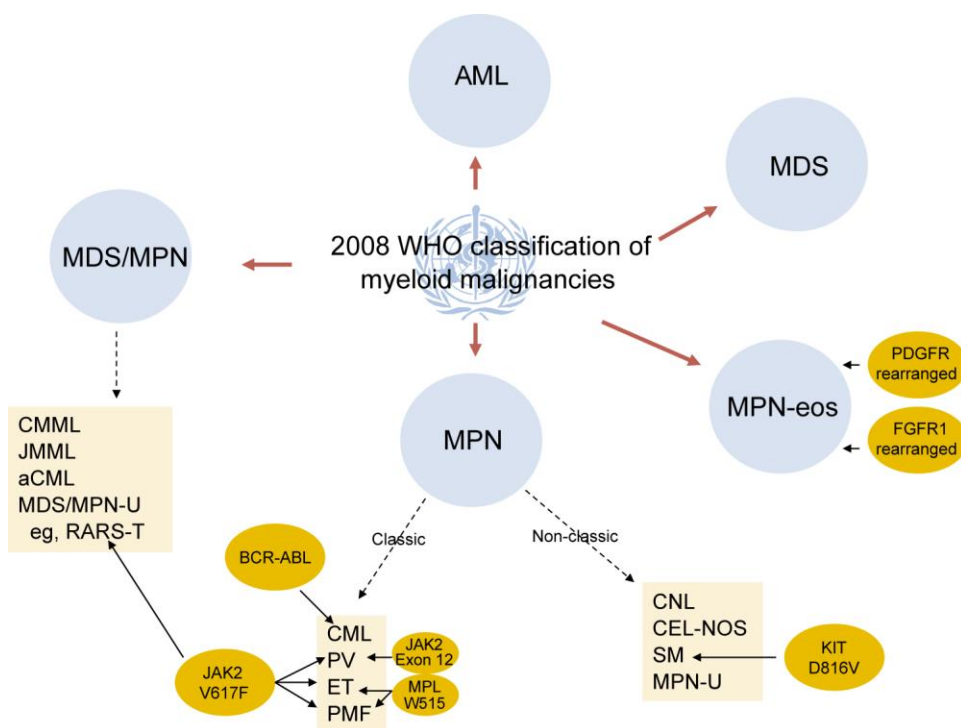 AML
MDS
2008 WHO classification of
myeloid malignancies
MDS/MPN
PDGFR
rearranged
MPN-eos
FGFR1
rearranged
MPN
CMML
JMML
aCML
MDS/MPN-U
eg, RARS-T
Classic
Non-classic
BCR-ABL
CML
PV
ET
PMF
JAK2
Exon 12
MPL
W515
JAK2
V617F
CNL
CEL-NOS
SM
MPN-U
KIT
D816V